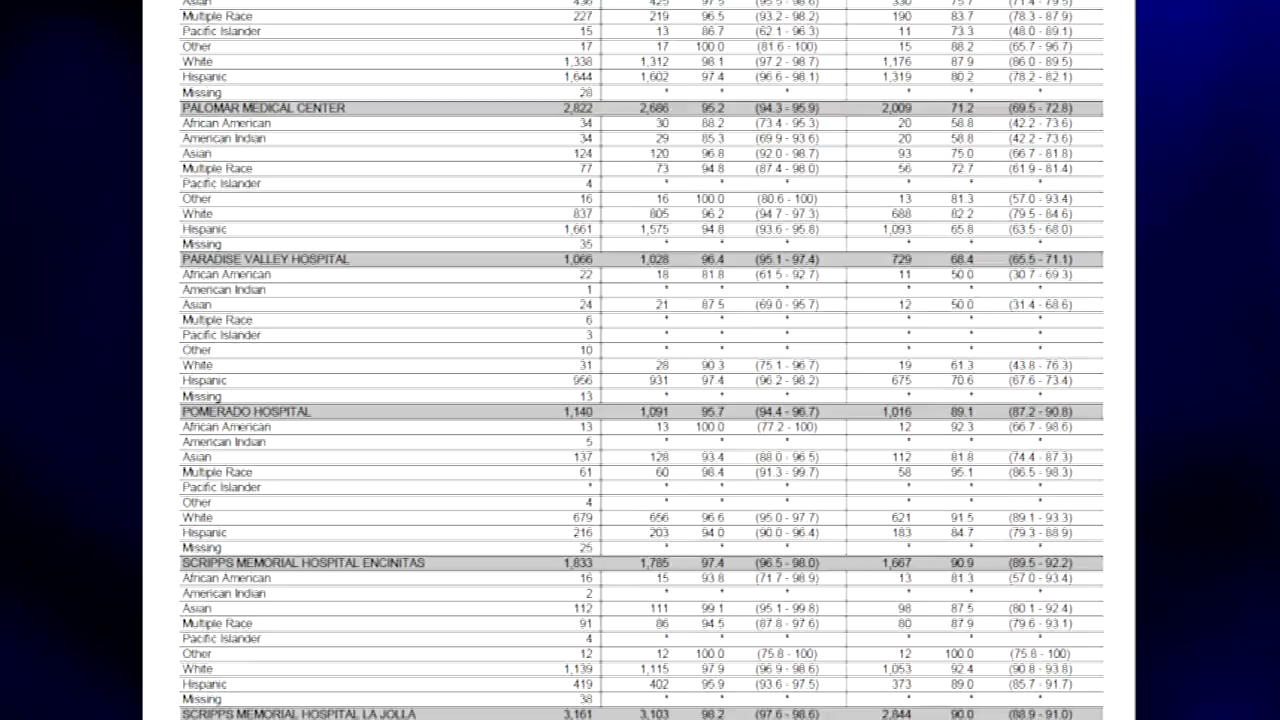 Asian 436 425 97.5 (95.5 - 98.6) 330 75.7 (71.4 - 79.5)
Multiple Race 227 219 96.5 (93.2 - 98.2) 190 83.7 (78.3 - 87.9)
Pacific Islander 15 13 86.7 (62.1 - 96.3) 11 73.3 (48.0 - 89.1)
Other 17 17 100.0 (81.6 - 100) 15 88.2 (65.7 - 96.7)
White 1,338 1,312 98.1 (97.2 - 98.7) 1,176 87.9 (86.0 - 89.5)
Hispanic 1,644 1,602 97.4 (96.6 - 98.1) 1,319 80.2 (78.2 - 82.1)
Missing 28 * * * * * *
PALOMAR MEDICAL CENTER 2,822 2,686 95.2 (94.3 - 95.9) 2,009 71.2 (69.5 - 72.8)
African American 34 30 88.2 (73.4 - 95.3) 20 58.8 (42.2 - 73.6)
American Indian 34 29 85.3 (69.9 - 93.6) 20 58.8 (42.2 - 73.6)
Asian 124 120 96.8 (92.0 - 98.7) 93 75.0 (66.7 - 81.8)
Multiple Race 77 73 94.8 (87.4 - 98.0) 56 72.7 (61.9 - 81.4)
Pacific Islander 4 * * * * * *
Other 16 16 100.0 (80.6 - 100) 13 81.3 (57.0 - 93.4)
White 837 805 96.2 (94.7 - 97.3) 688 82.2 (79.5 - 84.6)
Hispanic 1,661 1,575 94.8 (93.6 - 95.8) 1,093 65.8 (63.5 - 68.0)
Missing 35 * * * * * *
PARADISE VALLEY HOSPITAL 1,066 1,028 96.4 (95.1 - 97.4) 729 68.4 (65.5 - 71.1)
African American 22 18 81.8 (61.5 - 92.7) 11 50.0 (30.7 - 69.3)
American Indian 1 * * * * * *
Asian 24 21 87.5 (69.0 - 95.7) 12 50.0 (31.4 - 68.6)
Multiple Race 6 * * * * * *
Pacific Islander 3 * * * * * *
Other 10 * * * * * *
White 31 28 90.3 (75.1 - 96.7) 19 61.3 (43.8 - 76.3)
Hispanic 956 931 97.4 (96.2 - 98.2) 675 70.6 (67.6 - 73.4)
Missing 13 * * * * * *
POMERADO HOSPITAL 1,140 1,091 95.7 (94.4 - 96.7) 1,016 89.1 (87.2 - 90.8)
African American 13 13 100.0 (77.2 - 100) 12 92.3 (66.7 - 98.6)
American Indian 5 * * * * * *
Asian 137 128 93.4 (88.0 - 96.5) 112 81.8 (74.4 - 87.3)
Multiple Race 61 60 98.4 (91.3 - 99.7) 58 95.1 (86.5 - 98.3)
Pacific Islander * * * * * * *
Other 4 * * * * * *
White 679 656 96.6 (95.0 - 97.7) 621 91.5 (89.1 - 93.3)
Hispanic 216 203 94.0 (90.0 - 96.4) 183 84.7 (79.3 - 88.9)
Missing 25 * * * * * *
SCRIPPS MEMORIAL HOSPITAL ENCINITAS 1,833 1,785 97.4 (96.5 - 98.0) 1,667 90.9 (89.5 - 92.2)
African American 16 15 93.8 (71.7 - 98.9) 13 81.3 (57.0 - 93.4)
American Indian 2 * * * * * *
Asian 112 111 99.1 (95.1 - 99.8) 98 87.5 (80.1 - 92.4)
Multiple Race 91 86 94.5 (87.8 - 97.6) 80 87.9 (79.6 - 93.1)
Pacific Islander 4 * * * * * *
Other 12 12 100.0 (75.8 - 100) 12 100.0 (75.8 - 100)
White 1,139 1,115 97.9 (96.9 - 98.6) 1,053 92.4 (90.8 - 93.8)
Hispanic 419 402 95.9 (93.6 - 97.5) 373 89.0 (85.7 - 91.7)
Missing 38 * * * * * *
SCRIPPS MEMORIAL HOSPITAL LA JOLLA 3,161 3,103 98.2 (97.6 - 98.6) 2,844 90.0 (88.9 - 91.0)